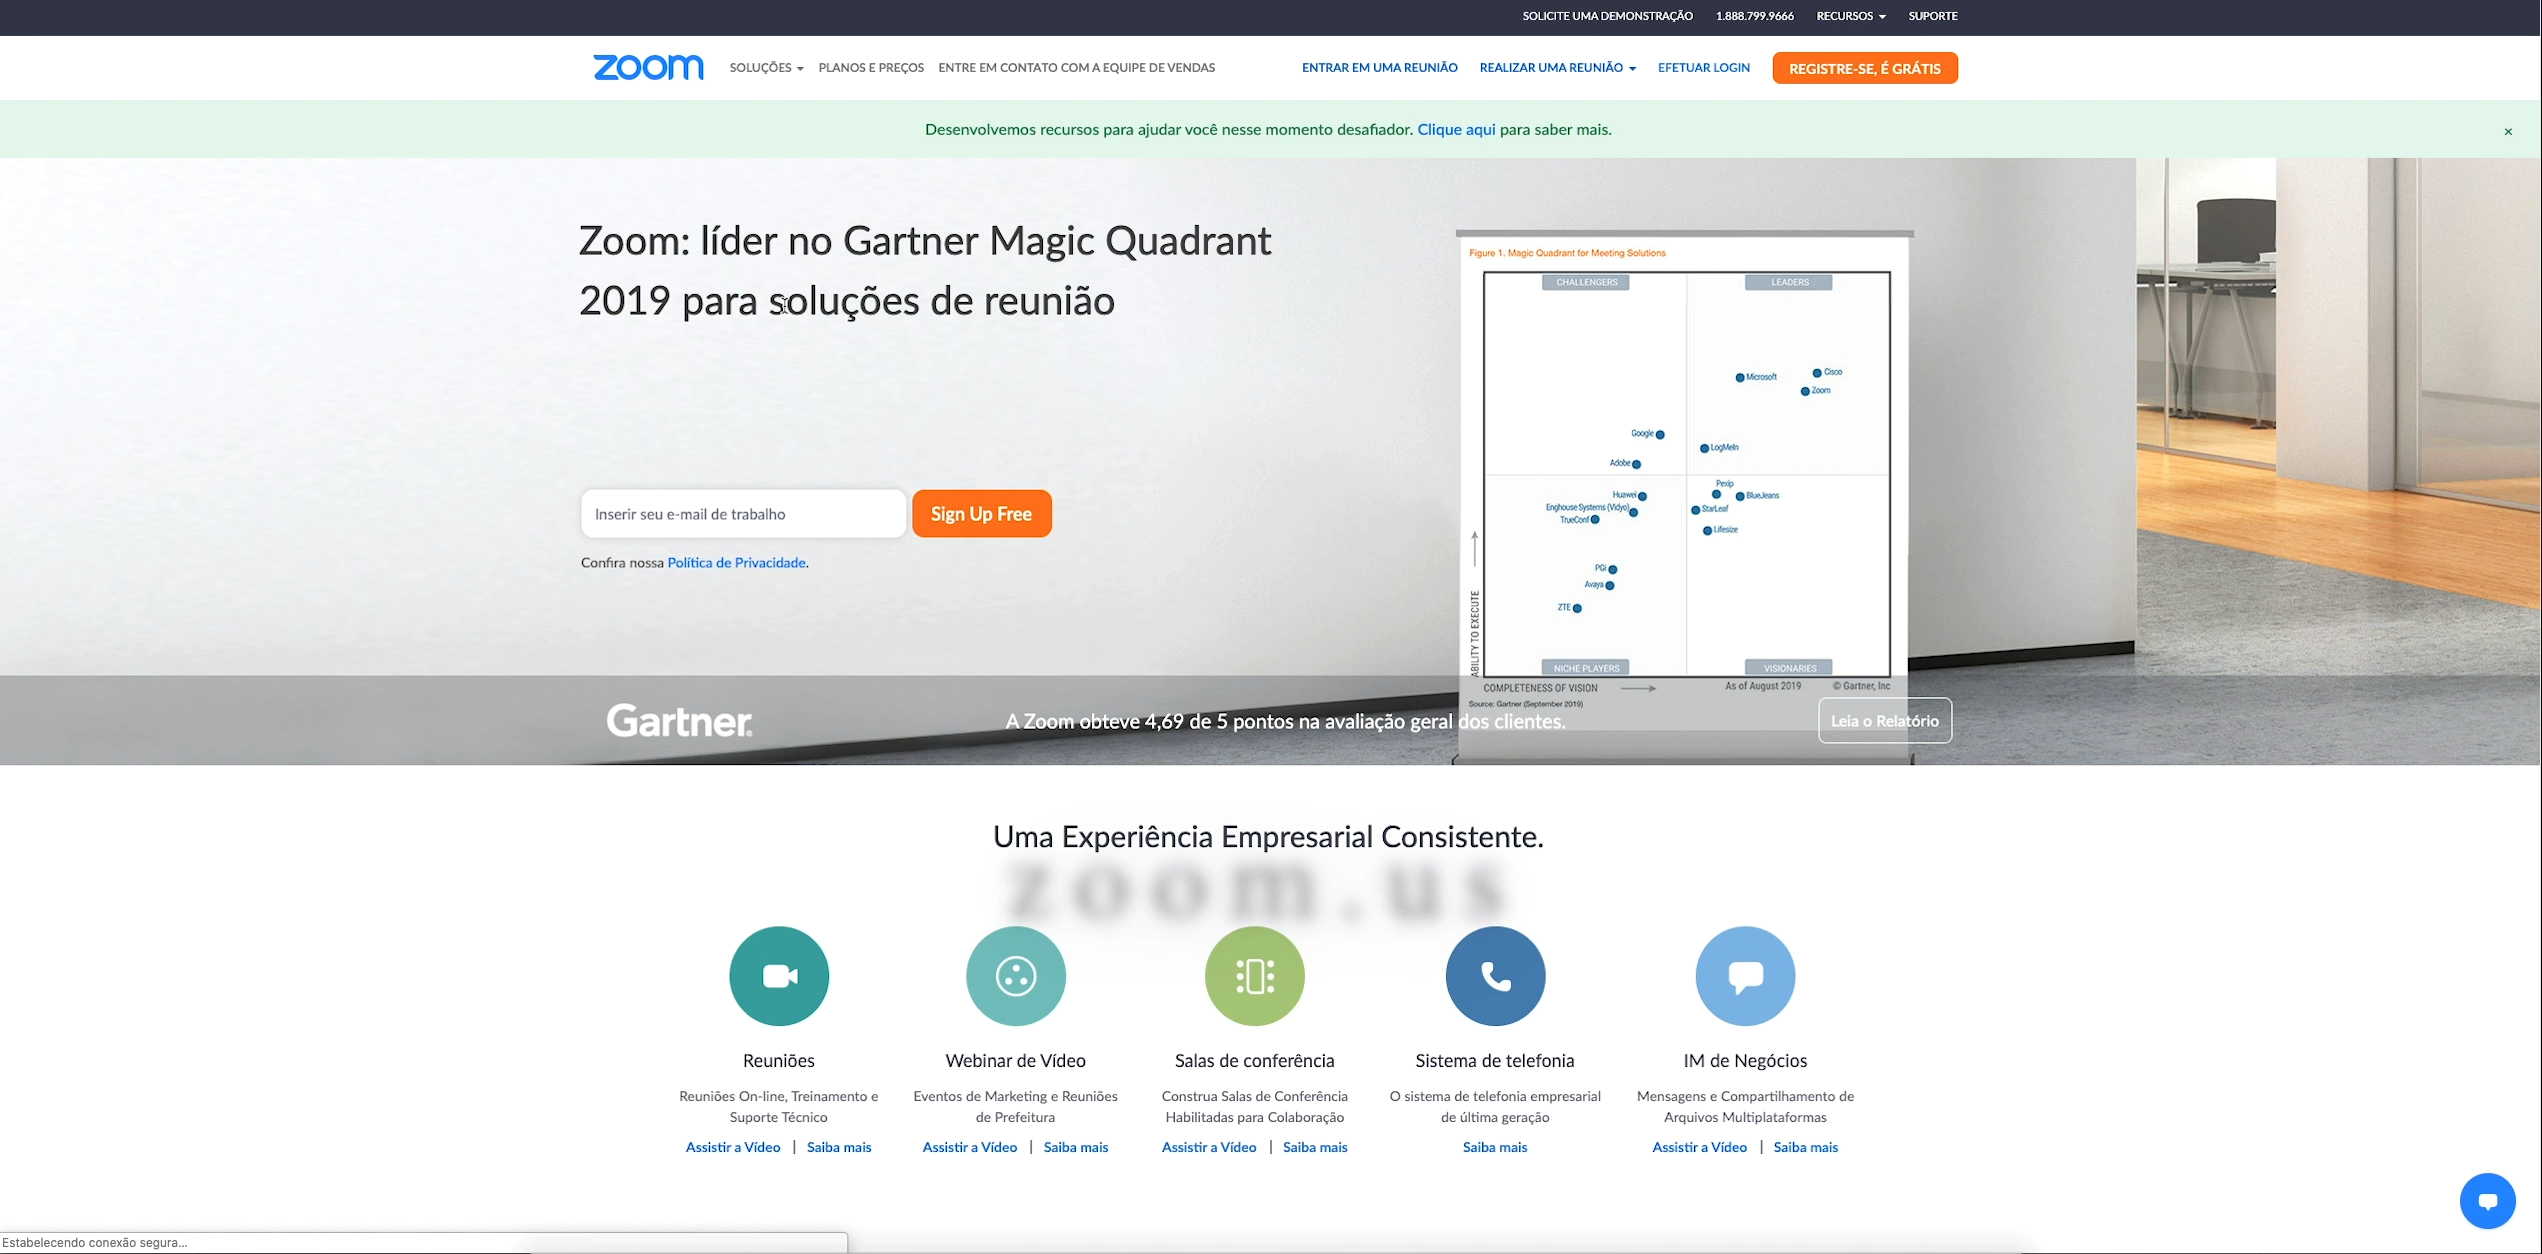 SOLICITE UMA DEMONSTRAÇÃO 1.888.799.9666 RECURSOS SUPORTE
zoom SOLUÇÕES PLANOS E PREÇOS ENTRE EM CONTATO COM A EQUIPE DE VENDAS ENTRAR EM UMA REUNIÃO REALIZAR UMA REUNIÃO EFETUAR LOGIN REGISTRE-SE, É GRÁTIS
Desenvolvemos recursos para ajudar você nesse momento desafiador. Clique aqui para saber mais. ×
Zoom: líder no Gartner Magic Quadrant
2019 para soluções de reunião
Inserir seu e-mail de trabalho Sign Up Free
Confira nossa Política de Privacidade.
Figure 1. Magic Quadrant for Meeting Solutions
CHALLENGERS LEADERS
Microsoft Cisco
Zoom
Google
LogMeIn
Adobe
Pexip
Huawei BlueJeans
Enghouse Systems (Vidyo) StarLeaf
TrueConf
Lifesize
PGi
Avaya
ZTE
NICHE PLAYERS VISIONARIES
ABILITY TO EXECUTE
COMPLETENESS OF VISION As of August 2019 © Gartner, Inc
Source: Gartner (September 2019)
Gartner. A Zoom obteve 4,69 de 5 pontos na avaliação geral dos clientes. Leia o Relatório
Uma Experiência Empresarial Consistente.
zoom.us
Reuniões
Reuniões On-line, Treinamento e
Suporte Técnico
Assistir a Vídeo | Saiba mais
Webinar de Vídeo
Eventos de Marketing e Reuniões
de Prefeitura
Assistir a Vídeo | Saiba mais
Salas de conferência
Construa Salas de Conferência
Habilitadas para Colaboração
Assistir a Vídeo | Saiba mais
Sistema de telefonia
O sistema de telefonia empresarial
de última geração
Saiba mais
IM de Negócios
Mensagens e Compartilhamento de
Arquivos Multiplataformas
Assistir a Vídeo | Saiba mais
Estabelecendo conexão segura...